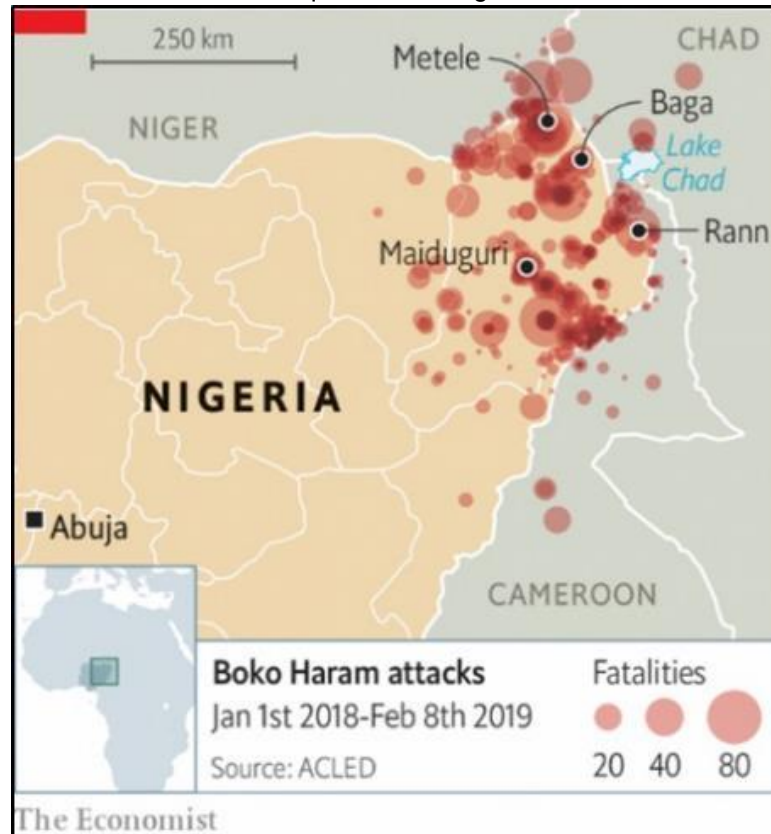 250 km
CHAD
Metele
Baga
NIGER
Lake
Chad
Rann
Maiduguri
NIGERIA
Abuja
CAMEROON
Boko Haram attacks
Jan 1st 2018-Feb 8th 2019
Source: ACLED
Fatalities
20 40 80
The Economist